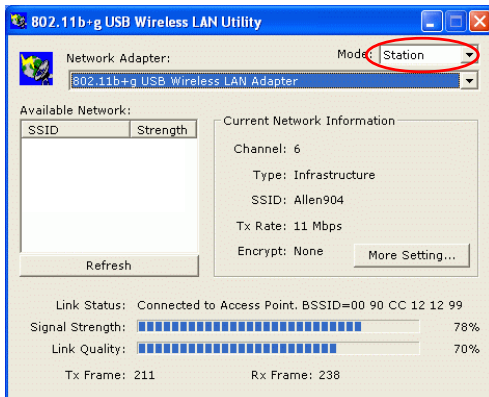 802.11b+g USB Wireless LAN Utility
Network Adapter:
Mode: Station
802.11b+g USB Wireless LAN Adapter
Available Network:
SSID Strength
Refresh
Current Network Information
Channel: 6
Type: Infrastructure
SSID: Allen904
Tx Rate: 11 Mbps
Encrypt: None
More Setting...
Link Status: Connected to Access Point. BSSID=00 90 CC 12 12 99
Signal Strength: 78%
Link Quality: 70%
Tx Frame: 211 Rx Frame: 238